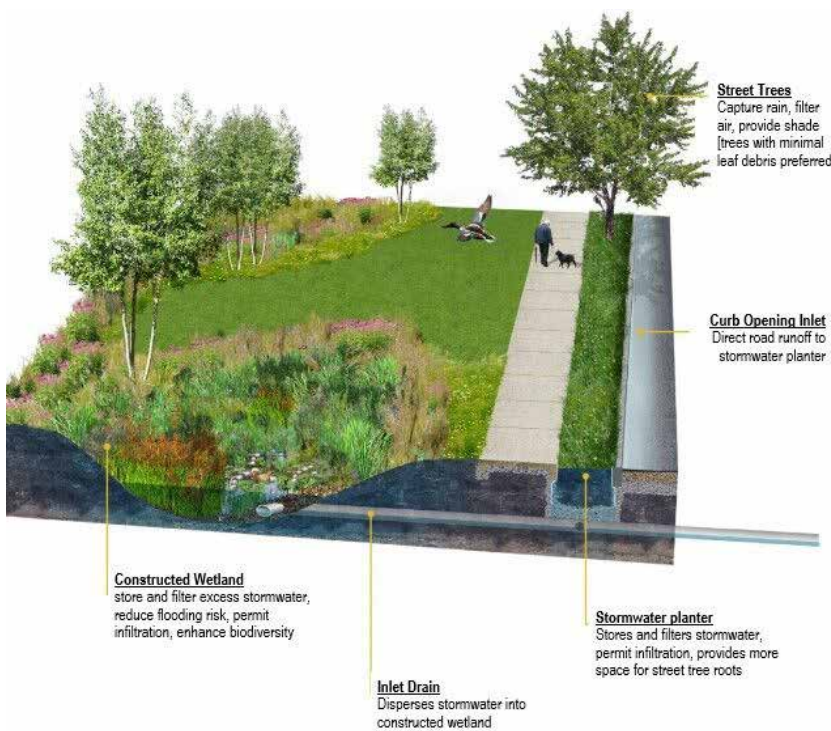 Street Trees
Capture rain, filter
air, provide shade
[trees with minimal
leaf debris preferred
Curb Opening Inlet
Direct road runoff to
stormwater planter
Constructed Wetland
store and filter excess stormwater,
reduce flooding risk, permit
infiltration, enhance biodiversity
Stormwater planter
Stores and filters stormwater,
permit infiltration, provides more
space for street tree roots
Inlet Drain
Disperses stormwater into
constructed wetland